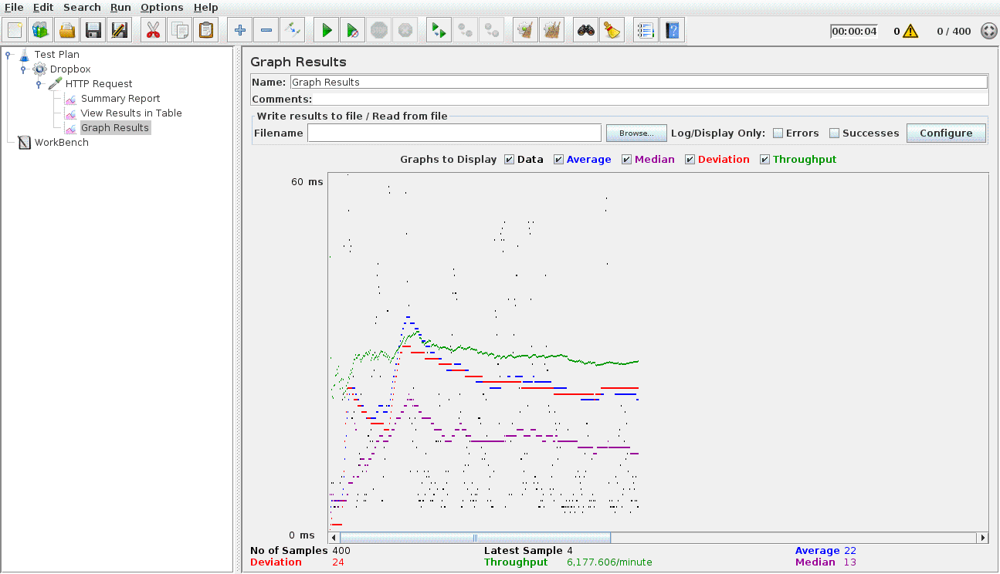 File Edit Search Run Options Help
00:00:04 0 0 / 400
Test Plan
Dropbox
HTTP Request
Summary Report
View Results in Table
Graph Results
WorkBench
Graph Results
Name: Graph Results
Comments:
Write results to file / Read from file
Filename Browse... Log/Display Only: Errors Successes Configure
Graphs to Display Data Average Median Deviation Throughput
60 ms
0 ms
No of Samples 400 Latest Sample 4 Average 22
Deviation 24 Throughput 6,177.606/minute Median 13